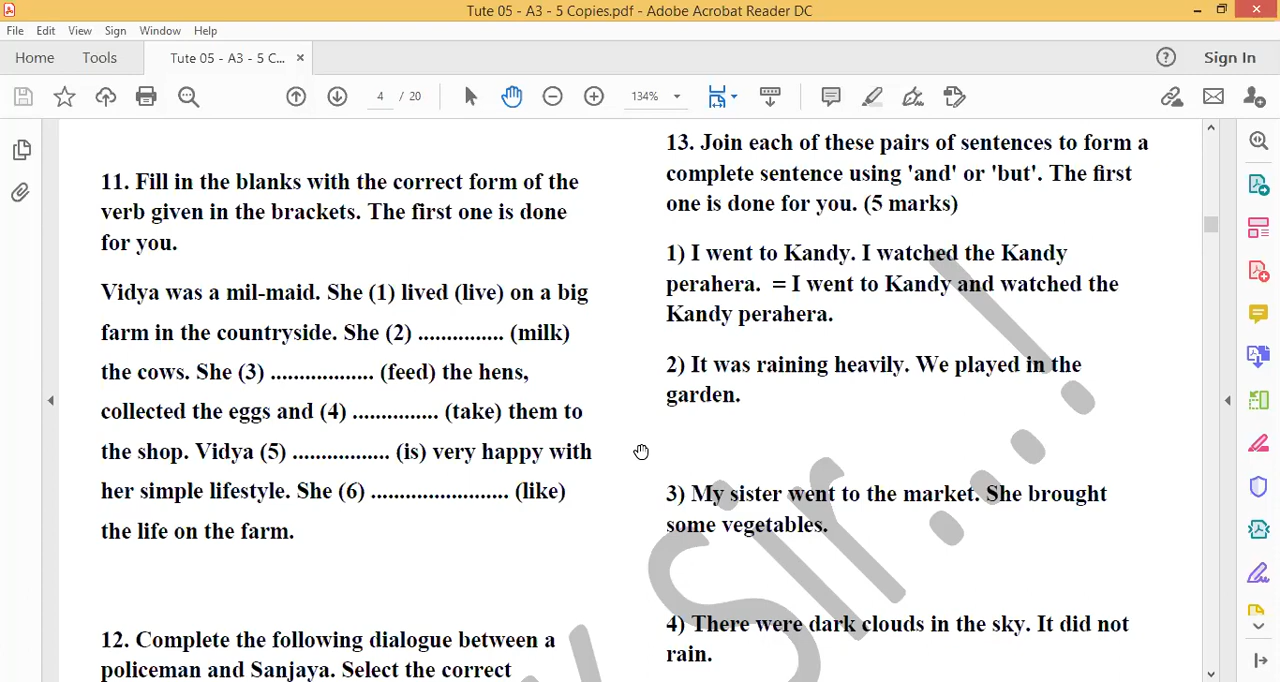 Tute 05 - A3 - 5 Copies.pdf - Adobe Acrobat Reader DC
File Edit View Sign Window Help
Home Tools Tute 05 - A3 - 5 C... × Sign In
4 / 20 134%
11. Fill in the blanks with the correct form of the
verb given in the brackets. The first one is done
for you.
Vidya was a mil-maid. She (1) lived (live) on a big
farm in the countryside. She (2) ............... (milk)
the cows. She (3) .................. (feed) the hens,
collected the eggs and (4) ............... (take) them to
the shop. Vidya (5) ................. (is) very happy with
her simple lifestyle. She (6) ........................ (like)
the life on the farm.
12. Complete the following dialogue between a
policeman and Sanjaya. Select the correct
13. Join each of these pairs of sentences to form a
complete sentence using 'and' or 'but'. The first
one is done for you. (5 marks)
1) I went to Kandy. I watched the Kandy
perahera. = I went to Kandy and watched the
Kandy perahera.
2) It was raining heavily. We played in the
garden.
3) My sister went to the market. She brought
some vegetables.
4) There were dark clouds in the sky. It did not
rain.
Sir...!